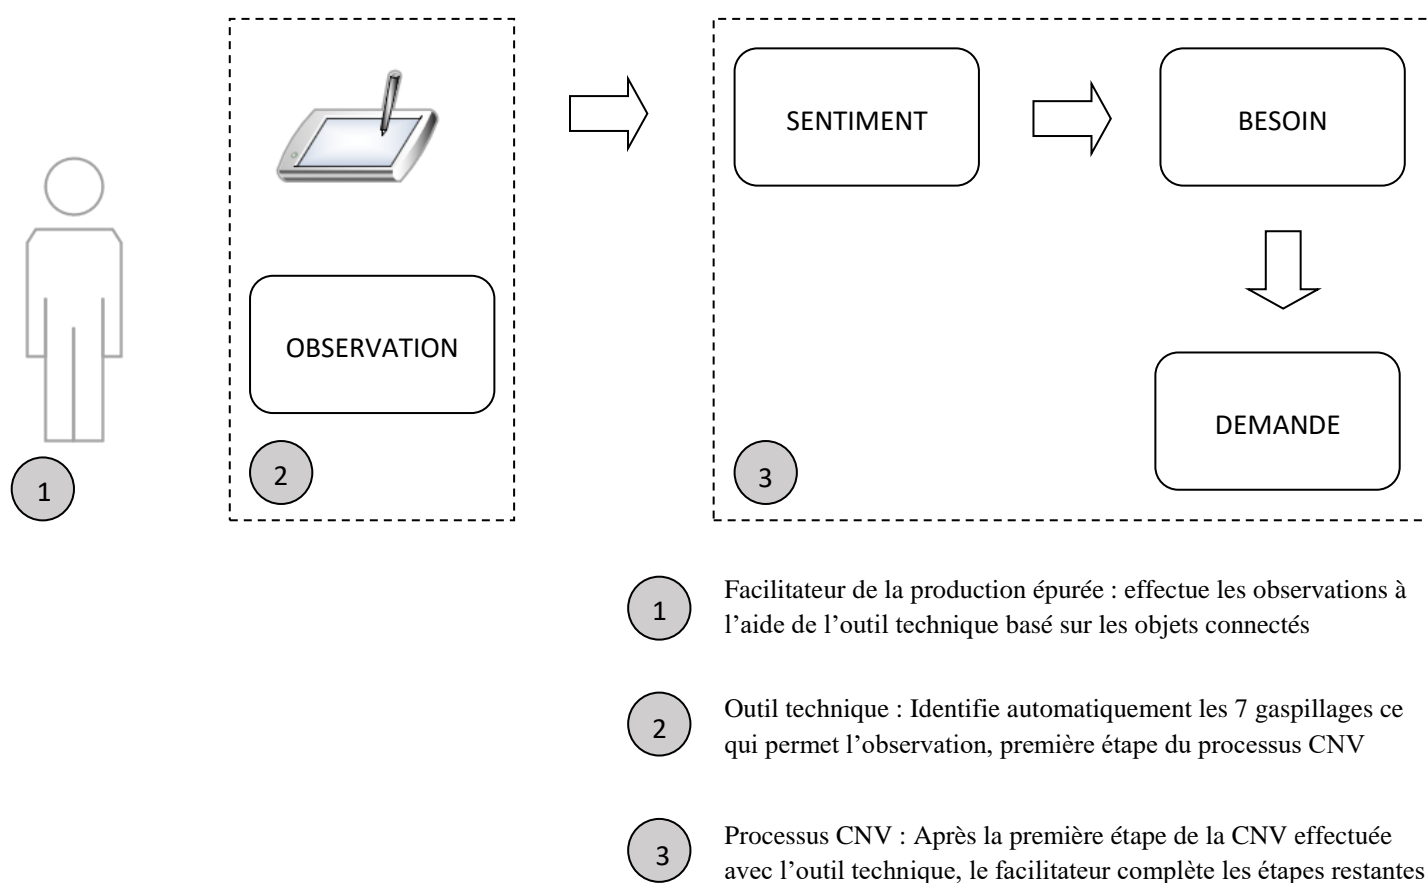 SENTIMENT
BESOIN
OBSERVATION
DEMANDE
1
2
3
1
Facilitateur de la production épurée : effectue les observations à
l’aide de l’outil technique basé sur les objets connectés
2
Outil technique : Identifie automatiquement les 7 gaspillages ce
qui permet l’observation, première étape du processus CNV
3
Processus CNV : Après la première étape de la CNV effectuée
avec l’outil technique, le facilitateur complète les étapes restantes